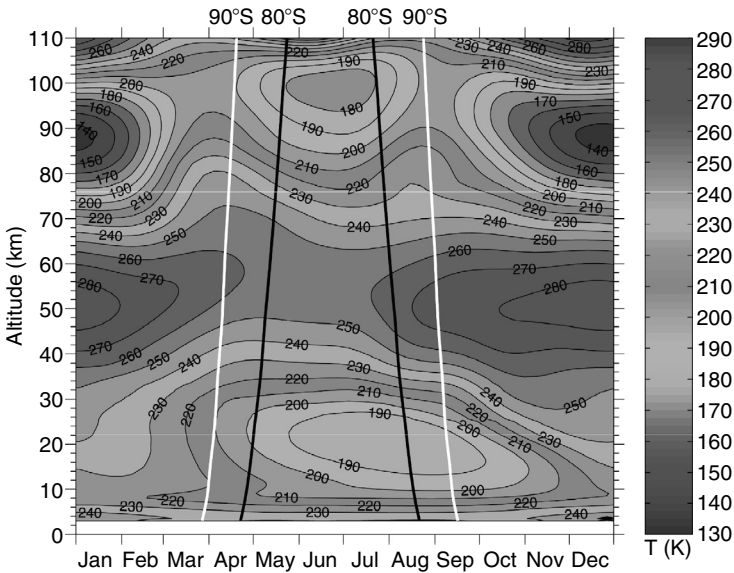 90°S 80°S 80°S 90°S
110
100
90
80
70
60
50
40
30
20
10
0
Altitude (km)
Jan Feb Mar Apr May Jun Jul Aug Sep Oct Nov Dec
260 240 220 220 190 230 240 260 280
220 210 230
200 180 160 140 150 170 190
180 190 200 210 220 230 240
190 170 150 140 160 180 200
200 210 220 230 240 250
220 210 230 240 250
260 270 280
260 270 280
270 260 250 240 250 240 230
230 220 220 210 200 190
220 200 210 230 240 250
190 200 200
210 220 220 230 230 240 240
290
280
270
260
250
240
230
220
210
200
190
180
170
160
150
140
130
T (K)